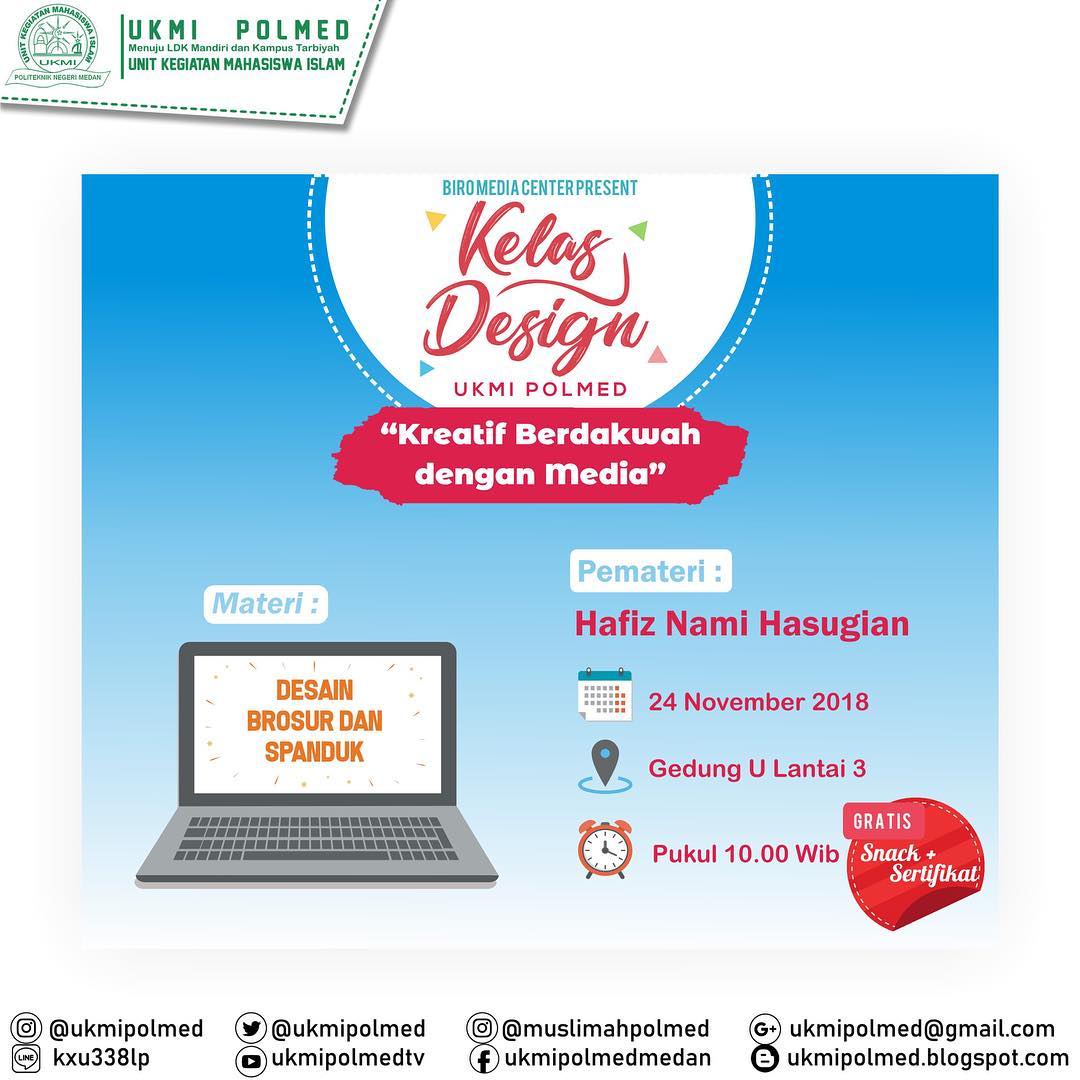 UNIT KEGIATAN MAHASISWA ISLAM
UKMI
POLITEKNIK NEGERI MEDAN
UKMI POLMED
Menuju LDK Mandiri dan Kampus Tarbiyah
UNIT KEGIATAN MAHASISWA ISLAM
BIRO MEDIA CENTER PRESENT
Kelas
Design
UKMI POLMED
“Kreatif Berdakwah
dengan Media”
Materi :
DESAIN
BROSUR DAN
SPANDUK
Pemateri :
Hafiz Nami Hasugian
24 November 2018
Gedung U Lantai 3
Pukul 10.00 Wib
GRATIS
Snack +
Sertifikat
@ukmipolmed @ukmipolmed @muslimahpolmed G+ ukmipolmed@gmail.com
LINE kxu338lp ukmipolmedtv ukmipolmedmedan ukmipolmed.blogspot.com